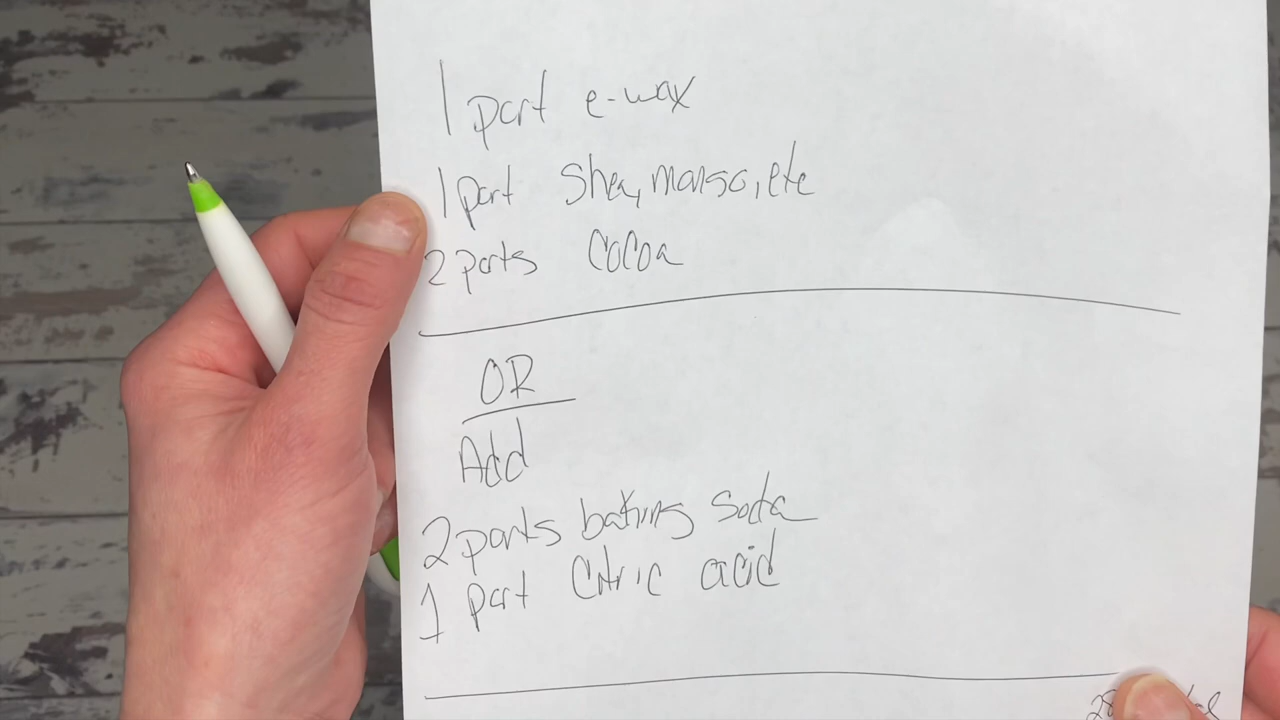 1 part e-wax
1 part Shea, mango, etc
2 parts Cocoa
OR
Add
2 parts baking soda
1 part Citric acid